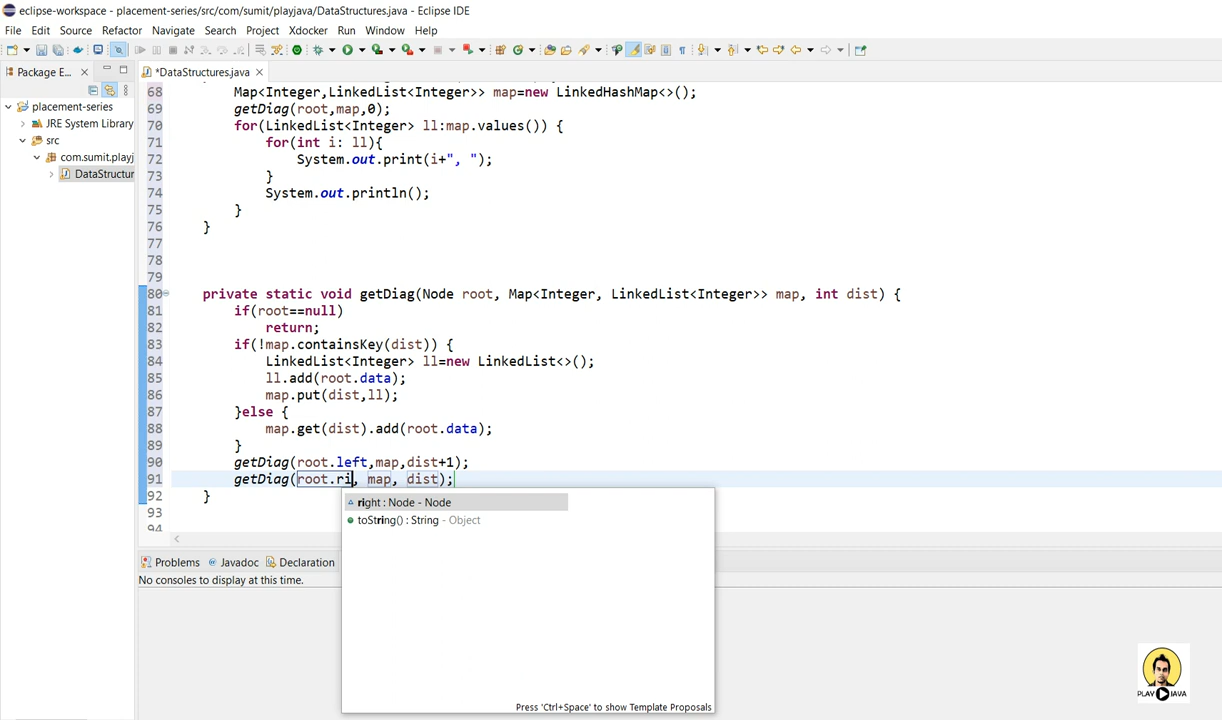 eclipse-workspace - placement-series/src/com/sumit/playjava/DataStructures.java - Eclipse IDE
File Edit Source Refactor Navigate Search Project Xdocker Run Window Help
Package E...
*DataStructures.java
placement-series
JRE System Library
src
com.sumit.playj
DataStructur
68 Map<Integer,LinkedList<Integer>> map=new LinkedHashMap<>();
69 getDiag(root,map,0);
70 for(LinkedList<Integer> ll:map.values()) {
71 for(int i: ll){
72 System.out.print(i+", ");
73 }
74 System.out.println();
75 }
76 }
77
78
79
80 private static void getDiag(Node root, Map<Integer, LinkedList<Integer>> map, int dist) {
81 if(root==null)
82 return;
83 if(!map.containsKey(dist)) {
84 LinkedList<Integer> ll=new LinkedList<>();
85 ll.add(root.data);
86 map.put(dist,ll);
87 }else {
88 map.get(dist).add(root.data);
89 }
90 getDiag(root.left,map,dist+1);
91 getDiag(root.ri, map, dist);
92 }
93
94
right : Node - Node
toString() : String - Object
Press 'Ctrl+Space' to show Template Proposals
Problems Javadoc Declaration
No consoles to display at this time.
PLAY JAVA